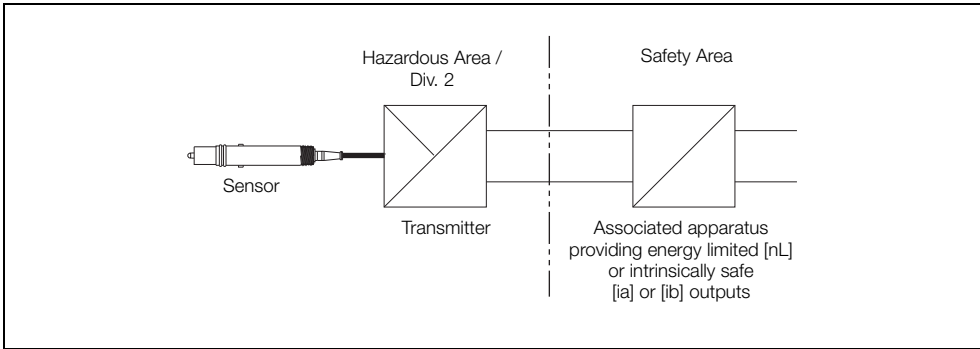 Hazardous Area /
Div. 2
Safety Area
Sensor
Transmitter
Associated apparatus
providing energy limited [nL]
or intrinsically safe
[ia] or [ib] outputs